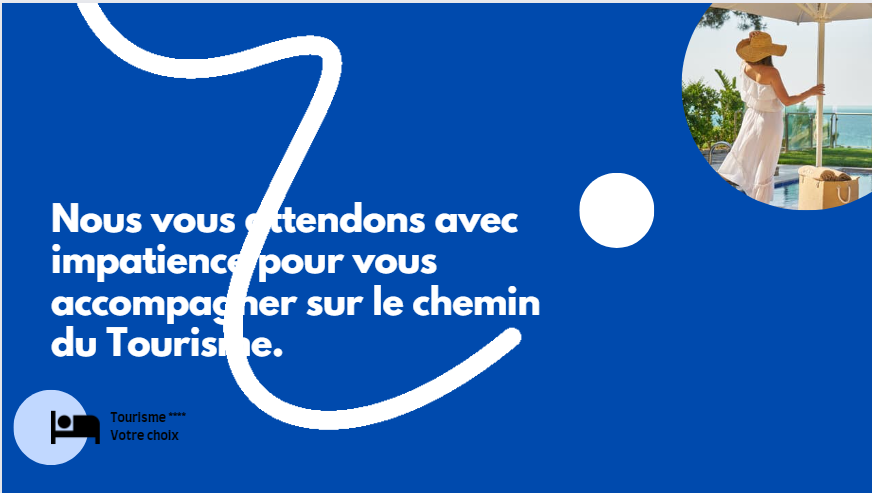 Nous vous attendons avec
impatience pour vous
accompagner sur le chemin
du Tourisme.
Tourisme ****
Votre choix